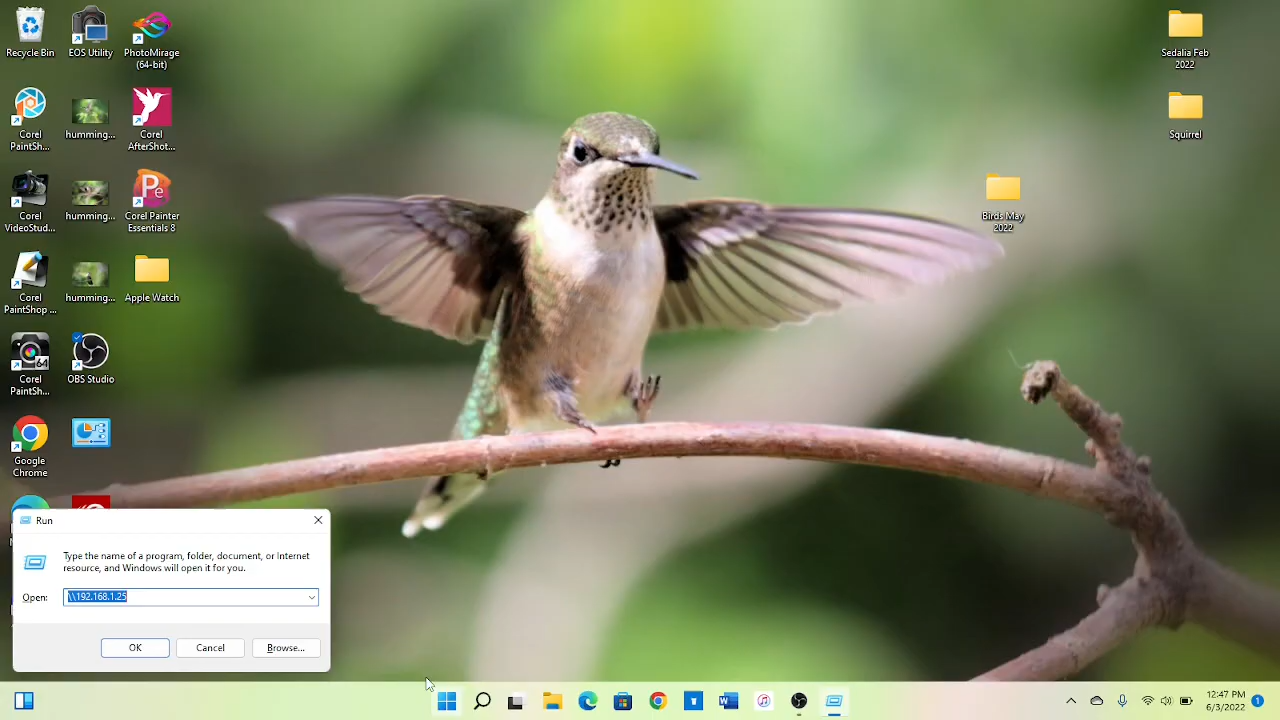 Recycle Bin
EOS Utility
PhotoMirage
(64-bit)
Corel
PaintSh...
humming...
Corel
AfterShot...
Corel
VideoStud...
humming...
Corel Painter
Essentials 8
Corel
PaintShop ...
humming...
Apple Watch
Corel
PaintSh...
OBS Studio
Google
Chrome
Sedalia Feb
2022
Squirrel
Birds May
2022
Run
Type the name of a program, folder, document, or Internet
resource, and Windows will open it for you.
Open: \\192.168.1.25
OK Cancel Browse...
12:47 PM
6/3/2022
1